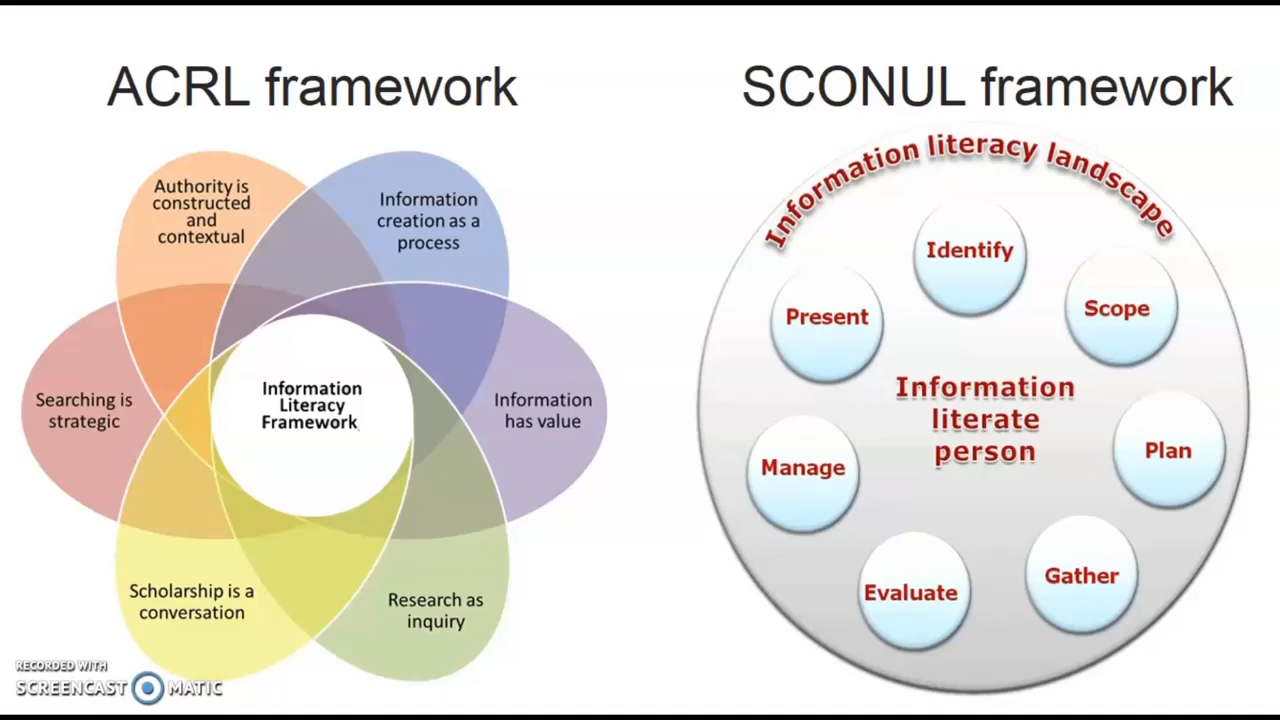 ACRL framework
SCONUL framework
Authority is
constructed
and
contextual
Information
creation as a
process
Searching is
strategic
Information
Literacy
Framework
Information
has value
Scholarship is a
conversation
Research as
inquiry
Information literacy landscape
Identify
Present
Scope
Information
literate
person
Manage
Plan
Evaluate
Gather
RECORDED WITH
SCREENCAST MATIC